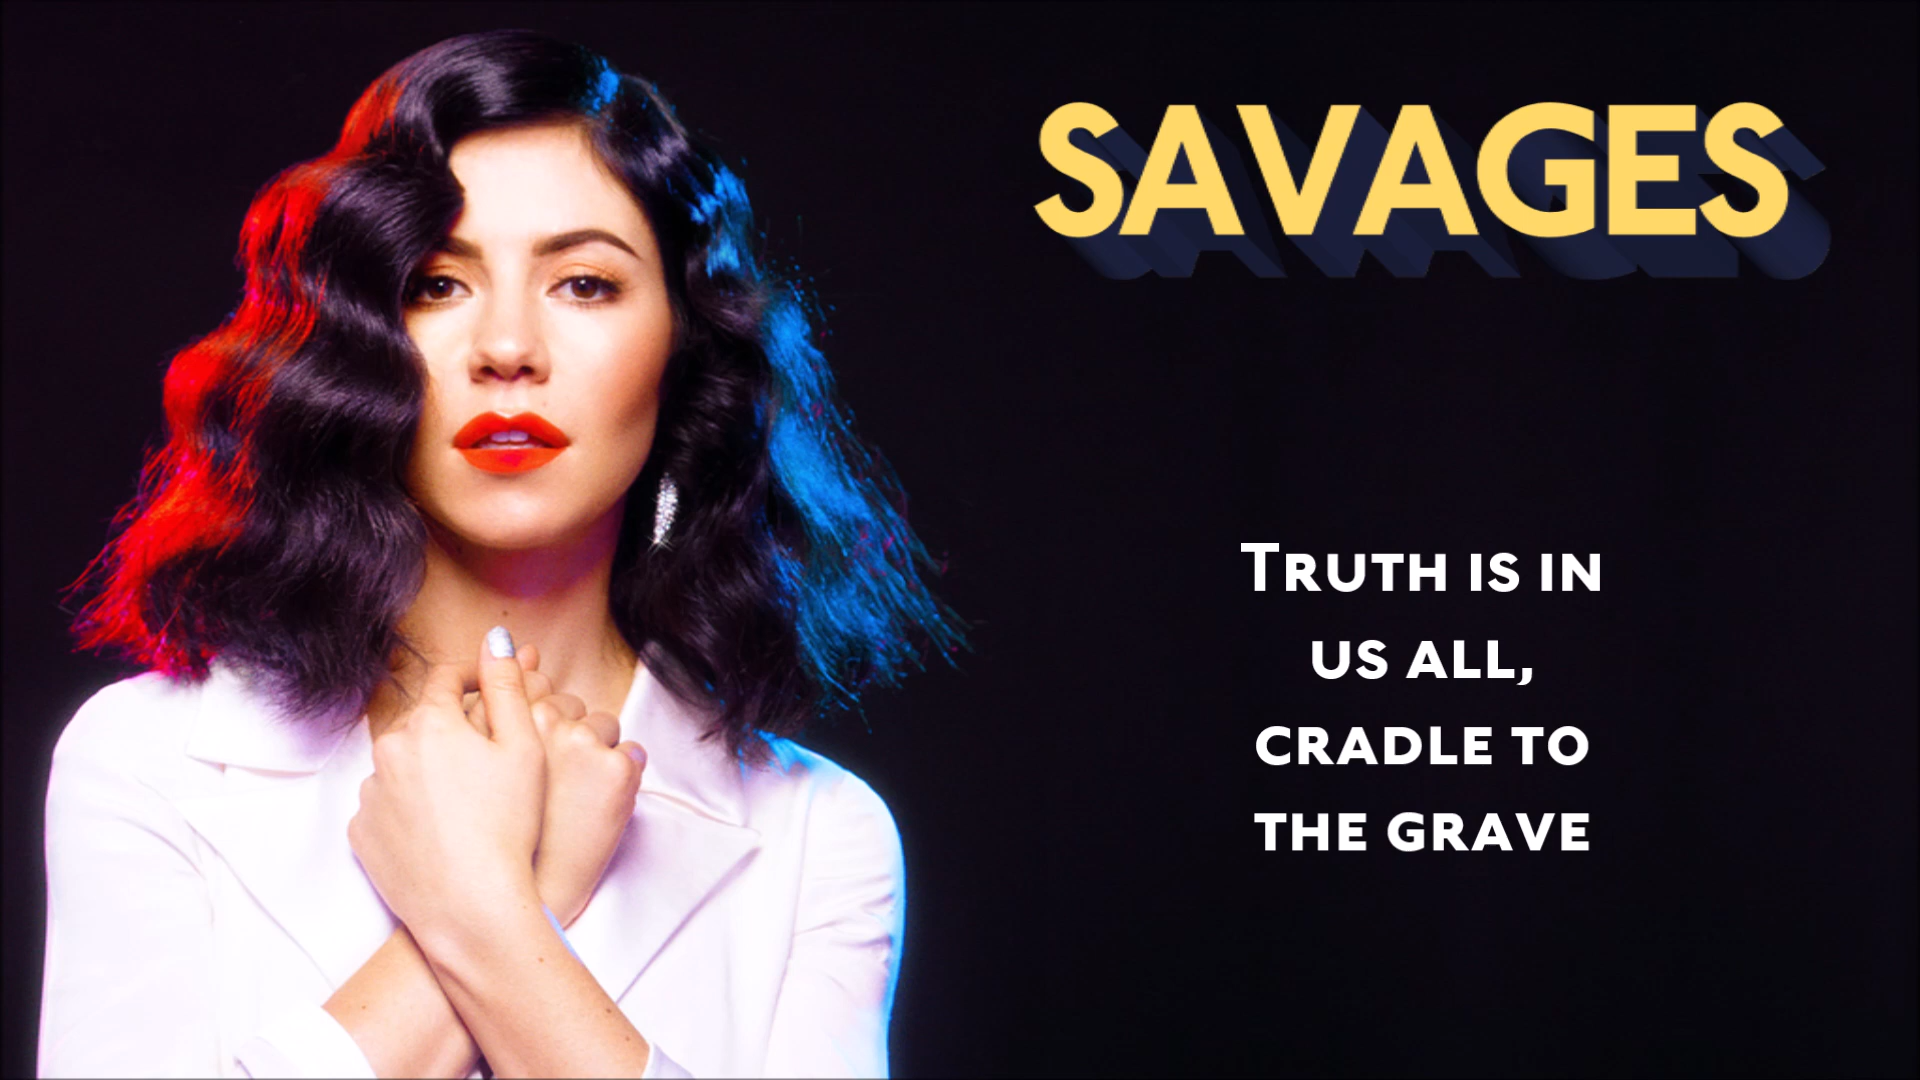 SAVAGES
Truth is in
us all,
cradle to
the grave